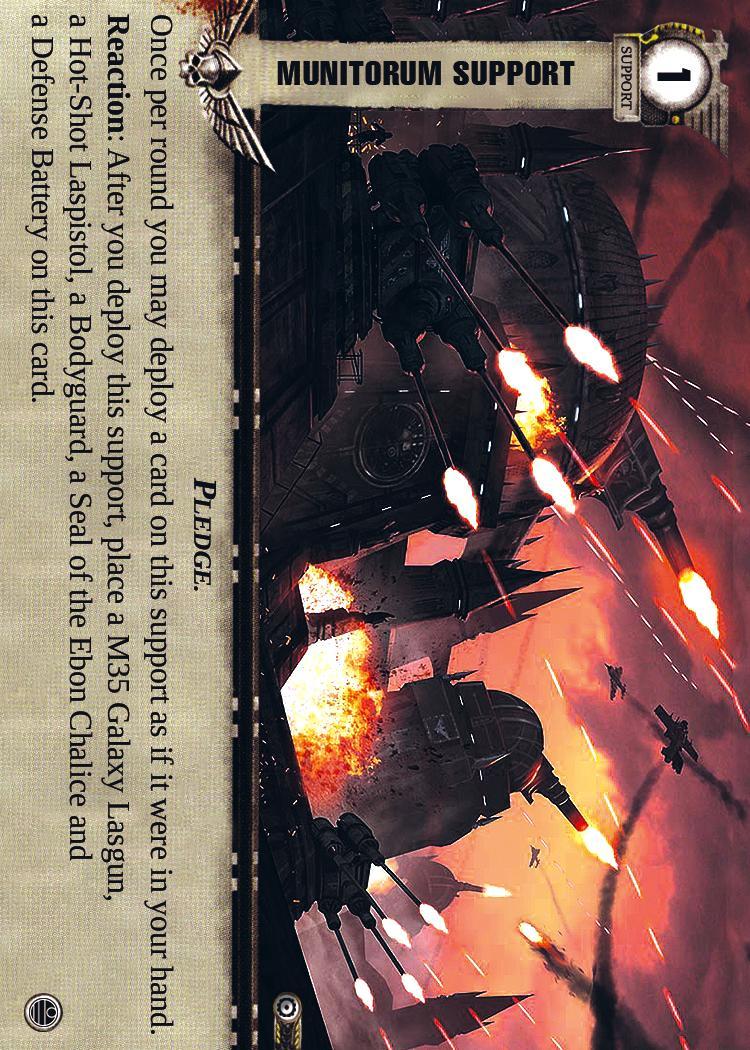 1
SUPPORT
MUNITORUM SUPPORT
PLEDGE.
Once per round you may deploy a card on this support as if it were in your hand.
Reaction: After you deploy this support, place a M35 Galaxy Lasgun,
a Hot-Shot Laspistol, a Bodyguard, a Seal of the Ebon Chalice and
a Defense Battery on this card.